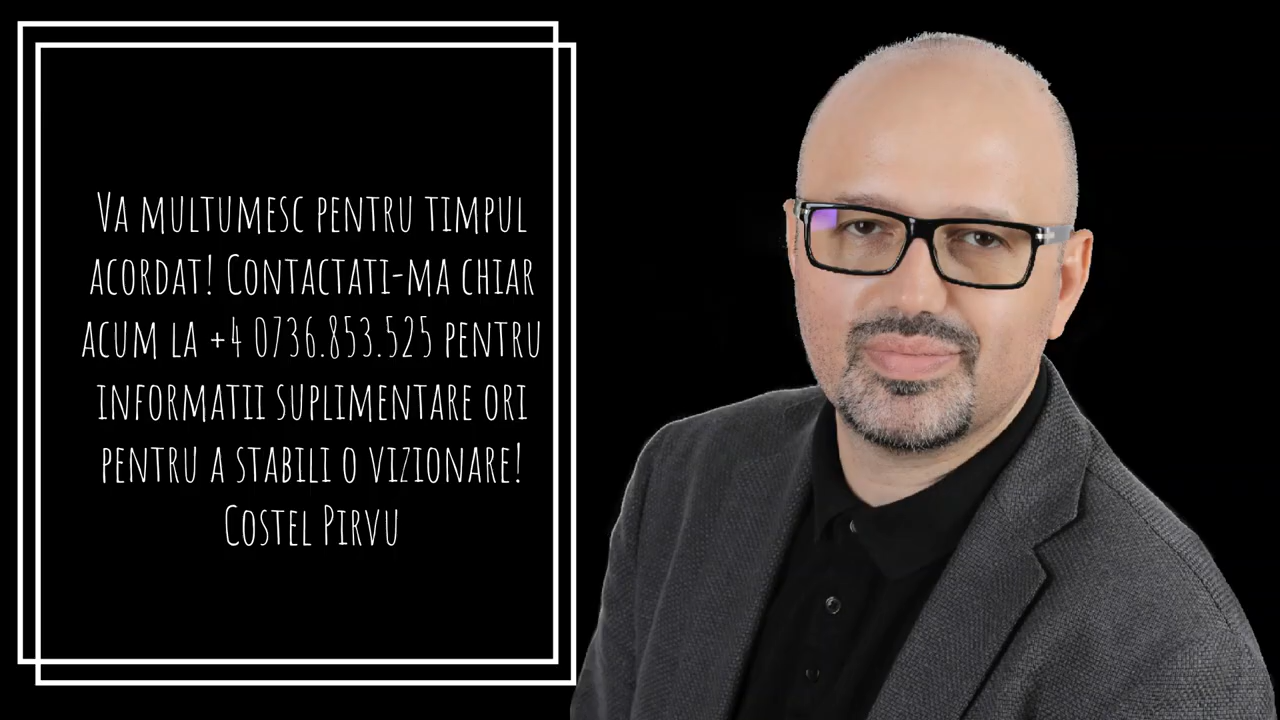 Va multumesc pentru timpul
acordat! Contactati-ma chiar
acum la +4 0736.853.525 pentru
informatii suplimentare ori
pentru a stabili o vizionare!
Costel Pirvu